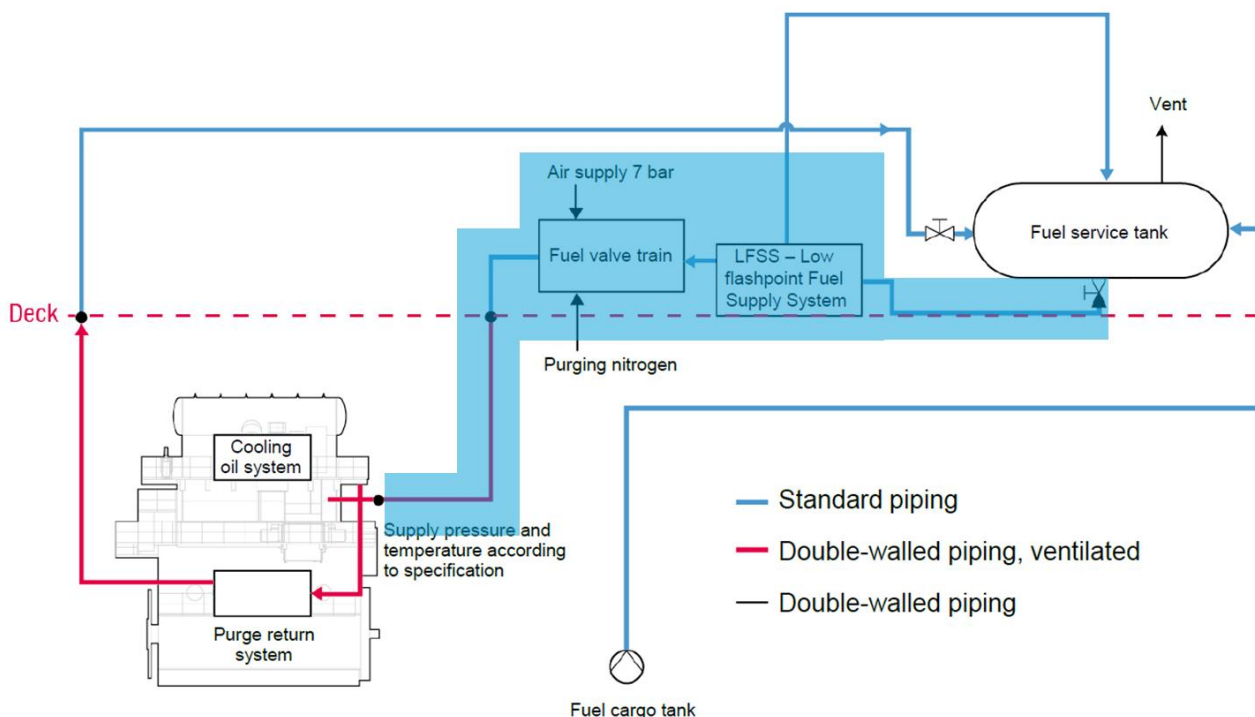 Vent
Air supply 7 bar
Fuel valve train
LFSS – Low
flashpoint Fuel
Supply System
Fuel service tank
Deck
Purging nitrogen
Cooling
oil system
Supply pressure and
temperature according
to specification
Purge return
system
Standard piping
Double-walled piping, ventilated
Double-walled piping
Fuel cargo tank